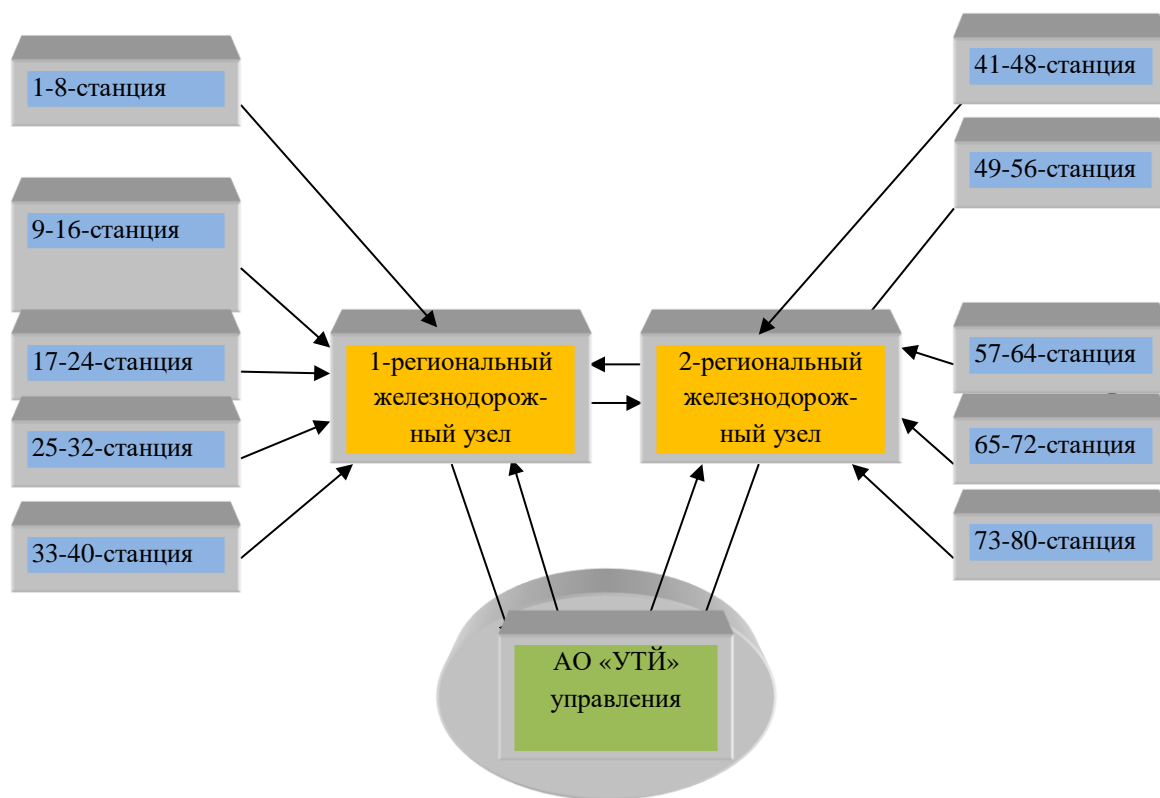 1-8-станция
9-16-станция
17-24-станция
25-32-станция
33-40-станция
1-региональный
железнодорож-
ный узел
2-региональный
железнодорож-
ный узел
41-48-станция
49-56-станция
57-64-станция
65-72-станция
73-80-станция
АО «УТЙ»
управления